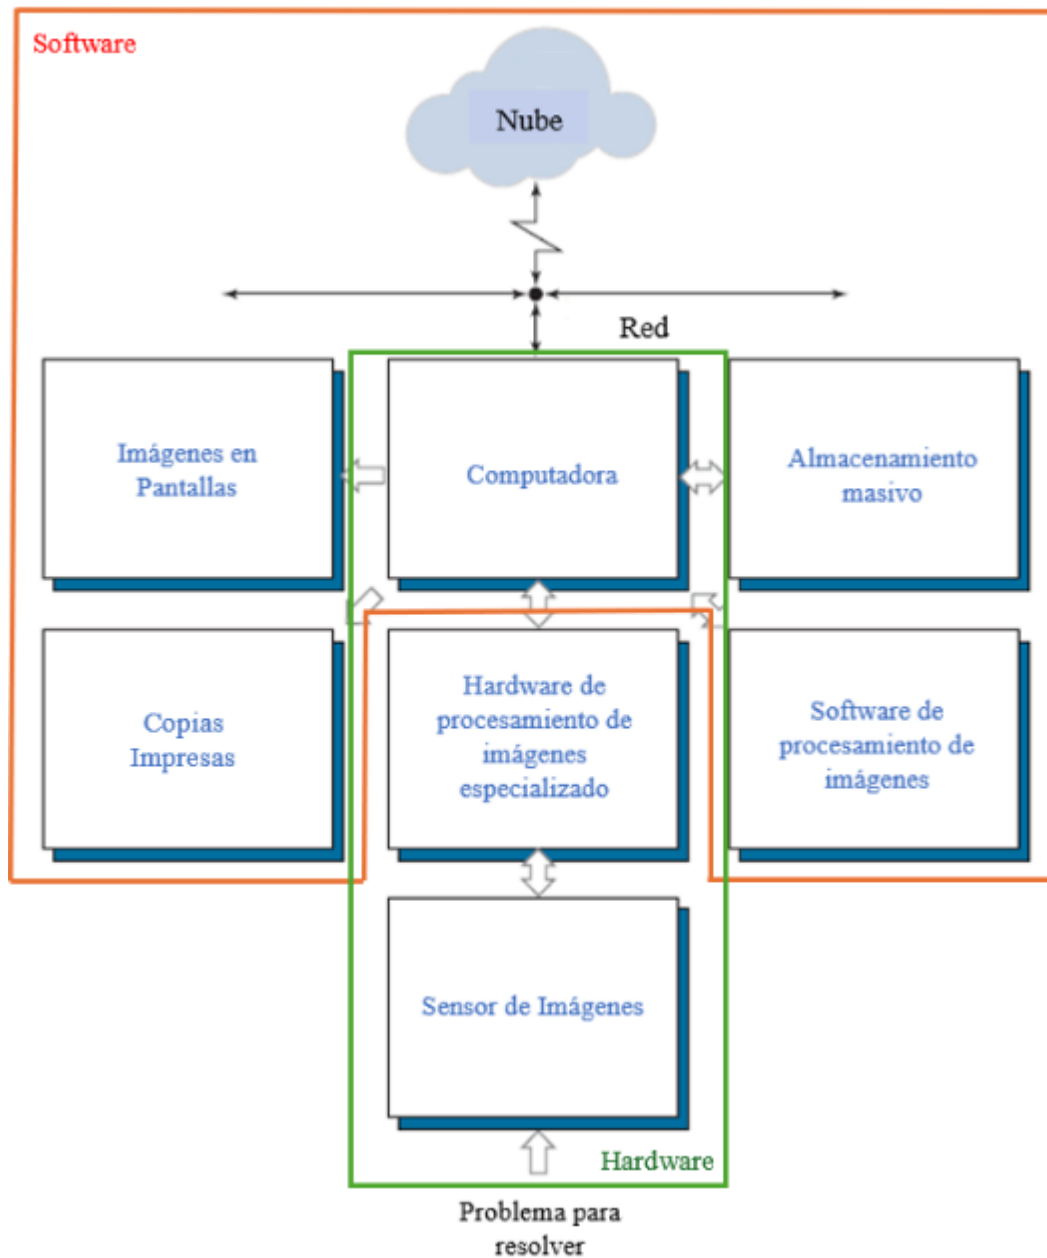 Software
Nube
Red
Imágenes en
Pantallas
Computadora
Almacenamiento
masivo
Copias
Impresas
Hardware de
procesamiento de
imágenes
especializado
Software de
procesamiento de
imágenes
Sensor de Imágenes
Hardware
Problema para
resolver